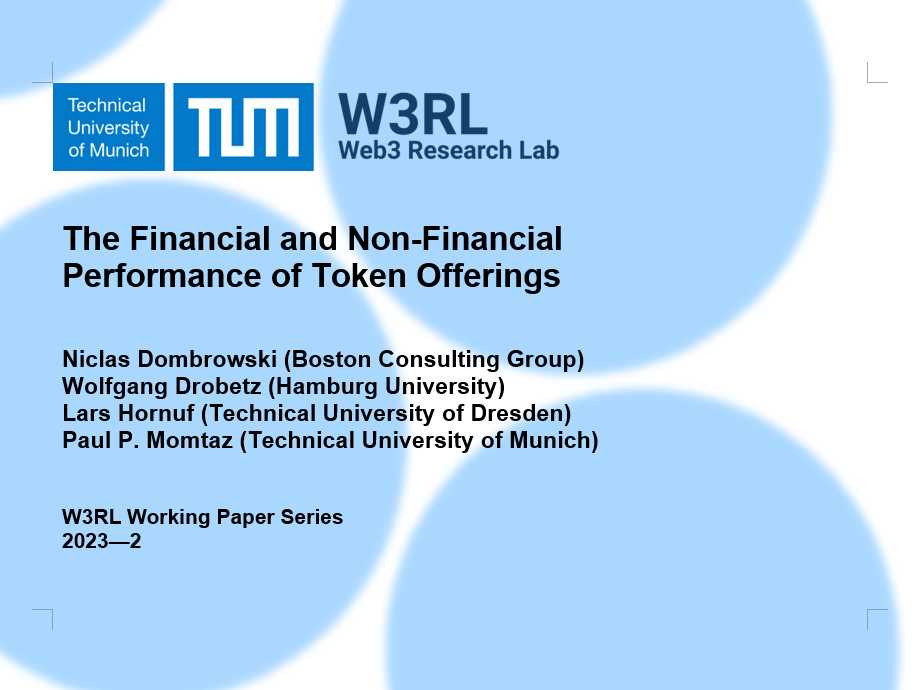 Technical
University
of Munich
TUM
W3RL
Web3 Research Lab
The Financial and Non-Financial
Performance of Token Offerings
Niclas Dombrowski (Boston Consulting Group)
Wolfgang Drobetz (Hamburg University)
Lars Hornuf (Technical University of Dresden)
Paul P. Momtaz (Technical University of Munich)
W3RL Working Paper Series
2023—2